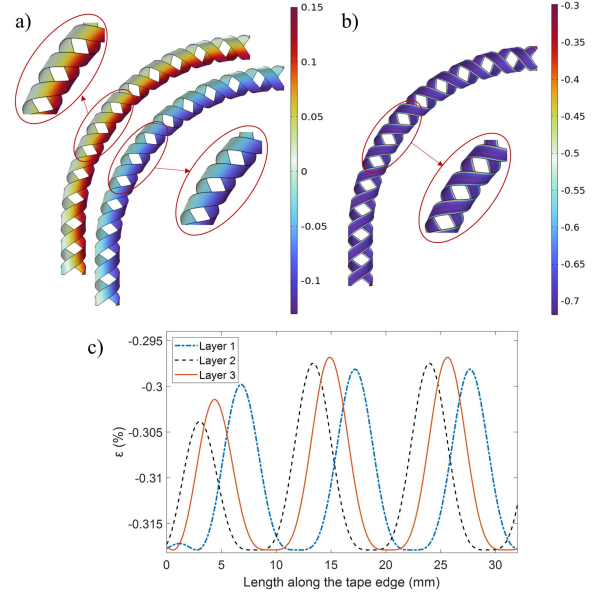 a)
0.15
0.1
0.05
0
-0.05
-0.1
b)
-0.3
-0.35
-0.4
-0.45
-0.5
-0.55
-0.6
-0.65
-0.7
c)
-0.295
-0.3
-0.305
-0.31
-0.315
ε (%)
Layer 1
Layer 2
Layer 3
0 5 10 15 20 25 30
Length along the tape edge (mm)